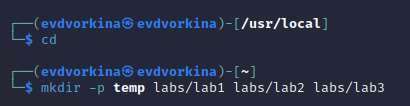 ┌──(evdvorkina㉿evdvorkina)-[/usr/local]
└─$ cd
┌──(evdvorkina㉿evdvorkina)-[~]
└─$ mkdir -p temp labs/lab1 labs/lab2 labs/lab3